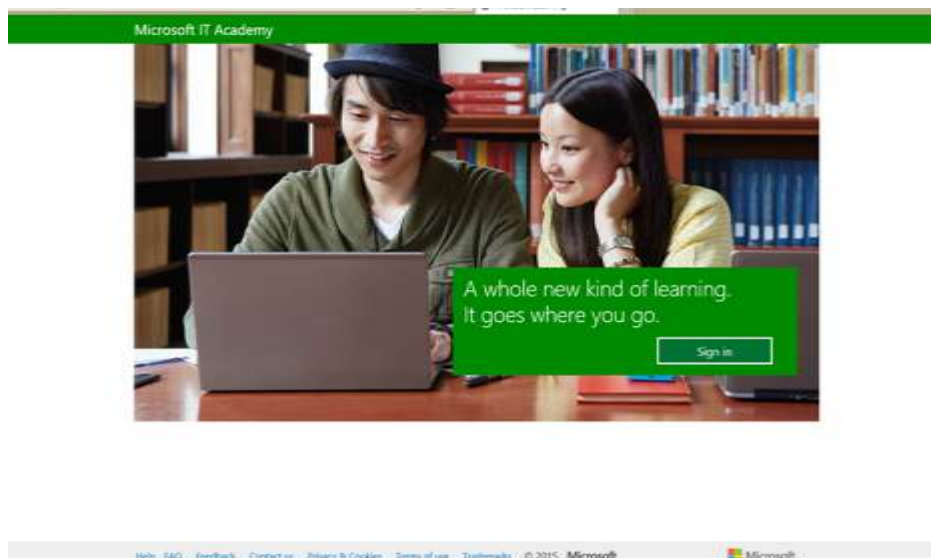 Microsoft IT Academy
A whole new kind of learning.
It goes where you go.
Sign in
Help FAQ Feedback Contact us Privacy & Cookies Terms of use Trademarks © 2015 Microsoft
Microsoft